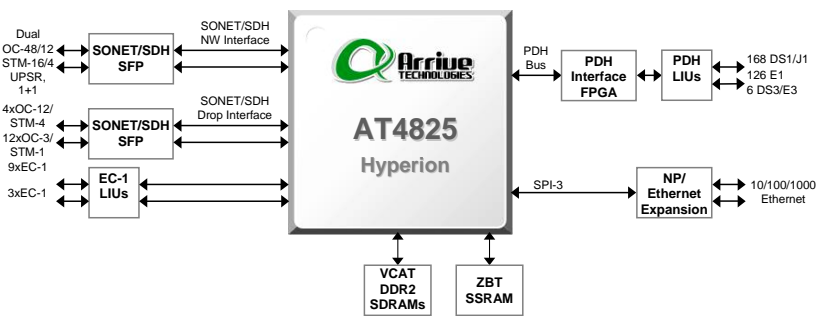 Dual
OC-48/12
STM-16/4
UPSR,
1+1
SONET/SDH
SFP
SONET/SDH
NW Interface
4xOC-12/
STM-4
12xOC-3/
STM-1
SONET/SDH
SFP
SONET/SDH
Drop Interface
9xEC-1
3xEC-1
EC-1
LIUs
Arrive
TECHNOLOGIES
AT4825
Hyperion
PDH
Bus
PDH
Interface
FPGA
PDH
LIUs
168 DS1/J1
126 E1
6 DS3/E3
SPI-3
NP/
Ethernet
Expansion
10/100/1000
Ethernet
VCAT
DDR2
SDRAMs
ZBT
SSRAM